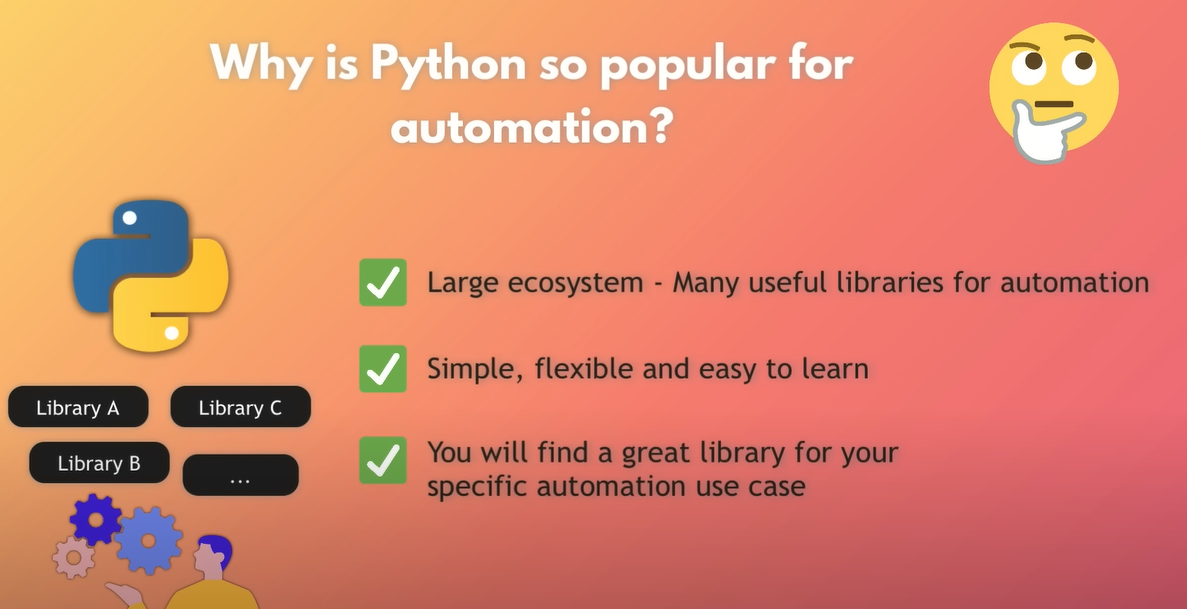 Why is Python so popular for
automation?
Large ecosystem - Many useful libraries for automation
Simple, flexible and easy to learn
You will find a great library for your
specific automation use case
Library A
Library C
Library B
...